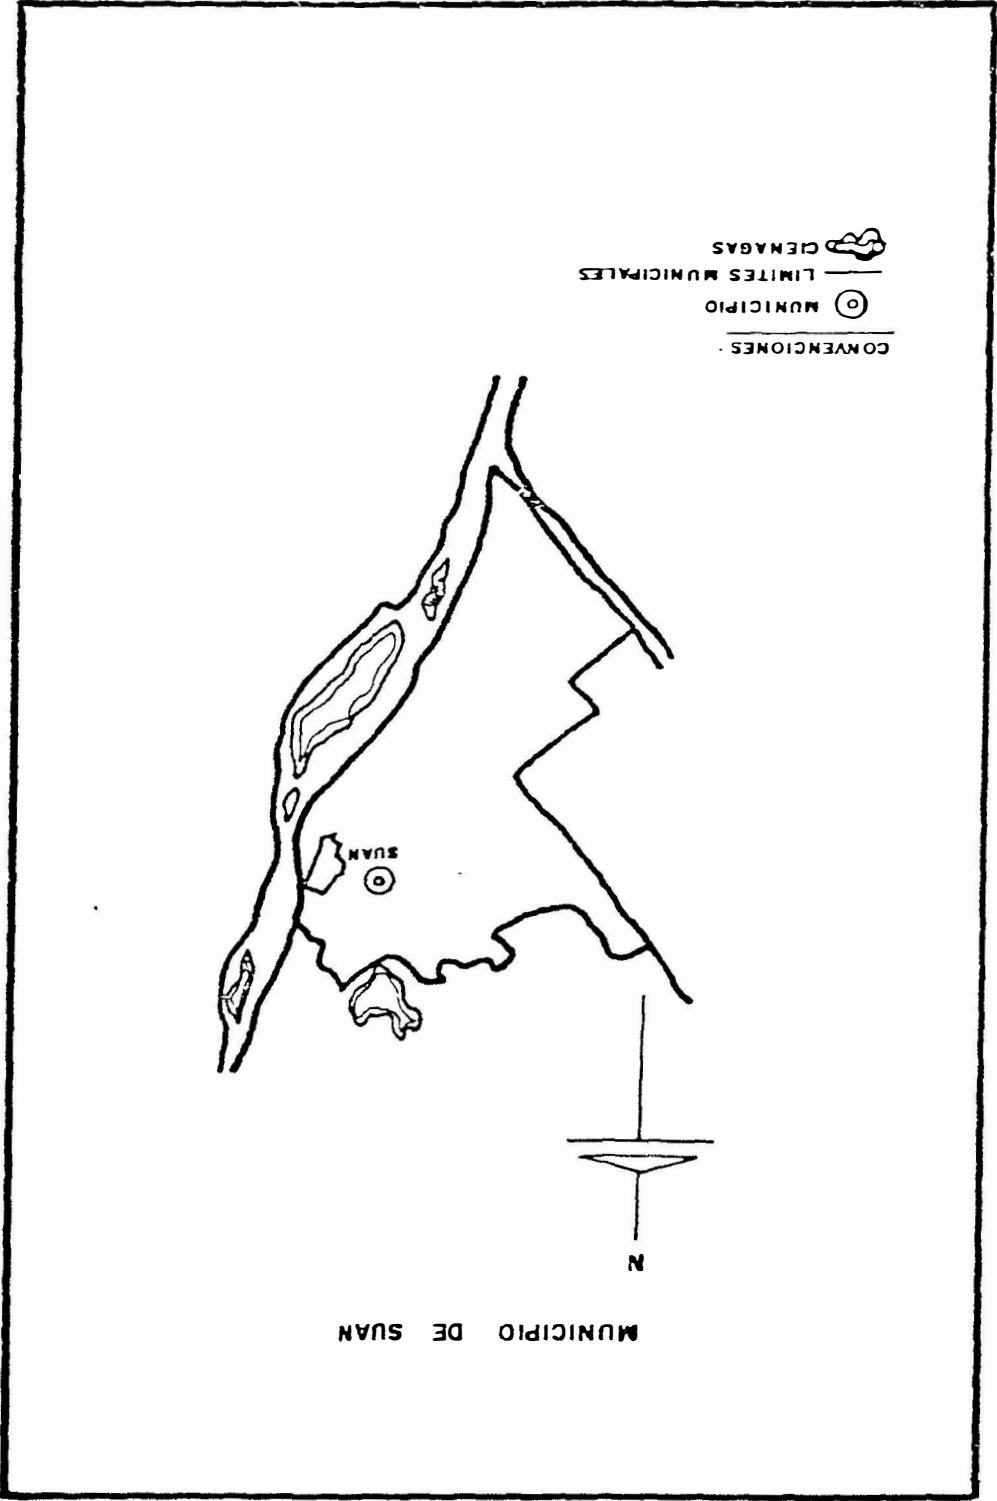 MUNICIPIO DE SUAN
N
SUAN
CONVENCIONES
MUNICIPIO
LIMITES MUNICIPALES
CIENAGAS